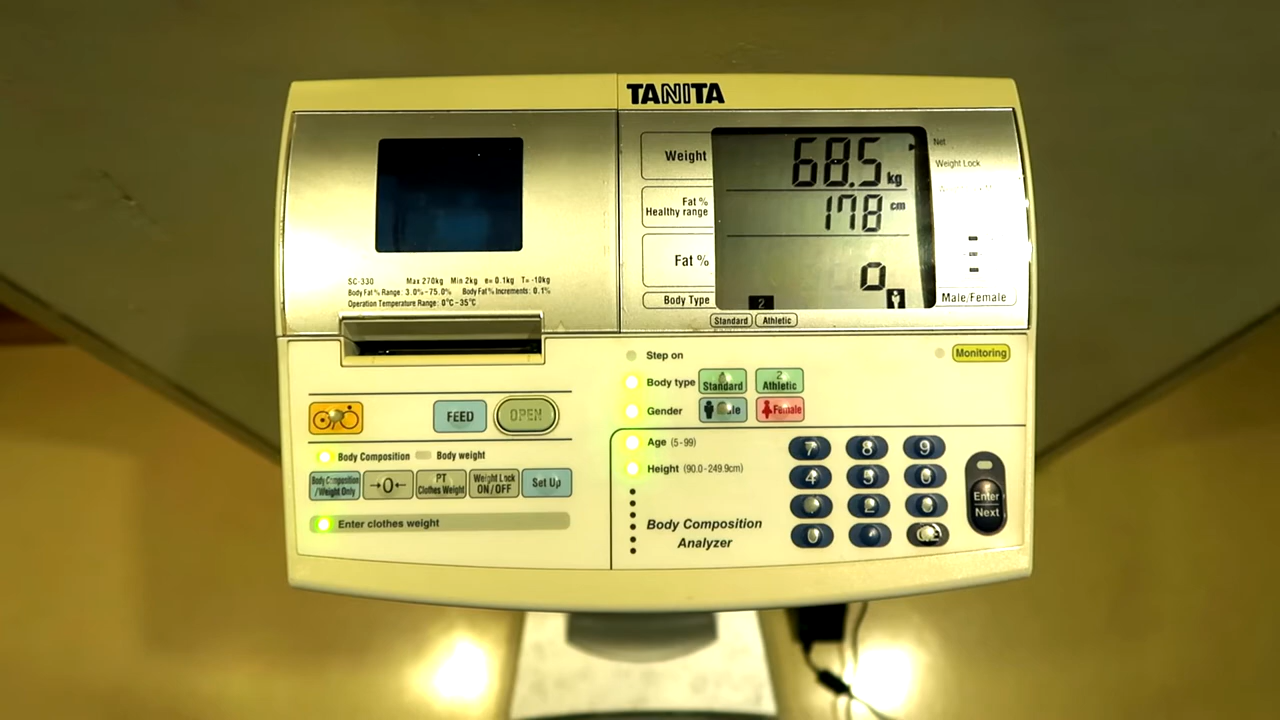 TANITA
Weight 68.5 kg
Net
Weight Lock
Fat %
Healthy range 178 cm
Fat %
Body Type 2
Male/Female
Standard Athletic
SC-330 Max 270kg Min 2kg e= 0.1kg T= -10kg
Body Fat% Range: 3.0%-75.0% Body Fat% Increments: 0.1%
Operation Temperature Range: 0°C-35°C
Step on
Monitoring
Body type Standard 2 Athletic
Gender Female
FEED OPEN
Age (5-99)
Body Composition Body weight
Height (90.0-249.9cm)
Body Composition
/Weight Only
→0←
PT
Clothes Weight
Weight Lock
ON/OFF
Set Up
Enter clothes weight
Body Composition
Analyzer
7 8 9
4 5
2
0
Enter
Next